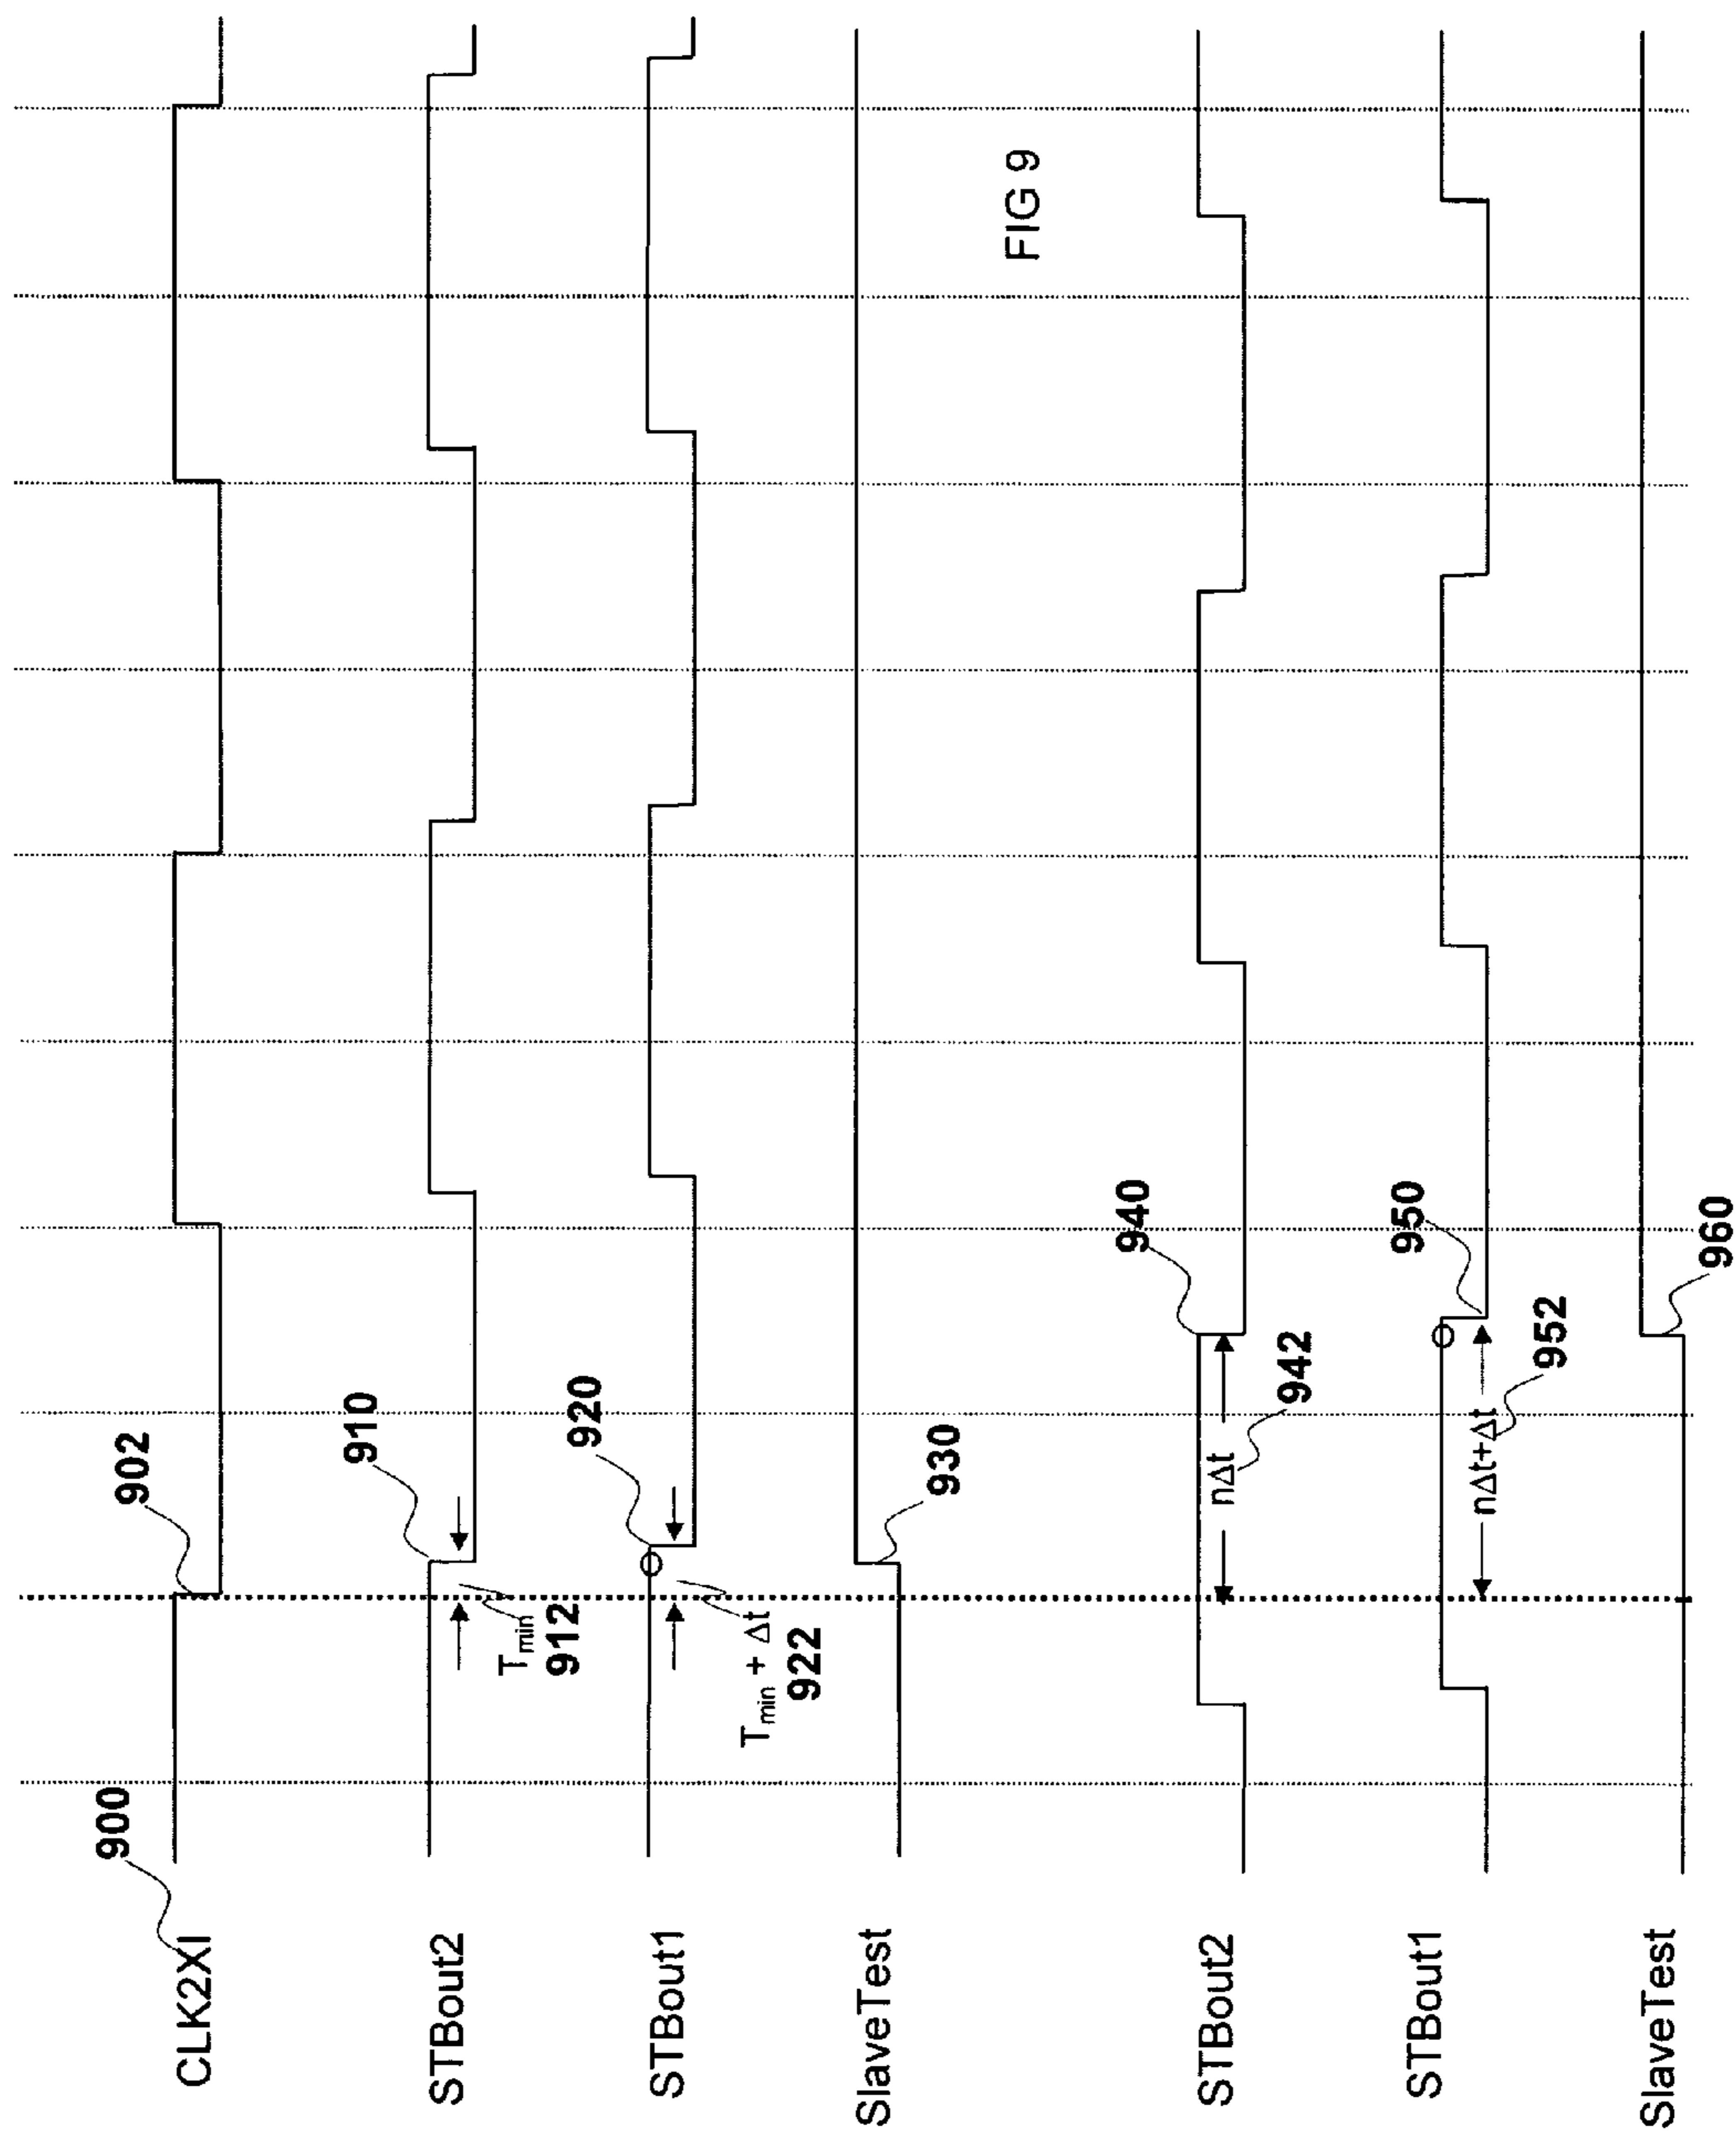 900
CLK2XI
902
STBout2
910
Tmin
912
STBout1
920
Tmin + Δt
922
SlaveTest
930
FIG 9
STBout2
940
nΔt
942
STBout1
950
nΔt+Δt
952
SlaveTest
960